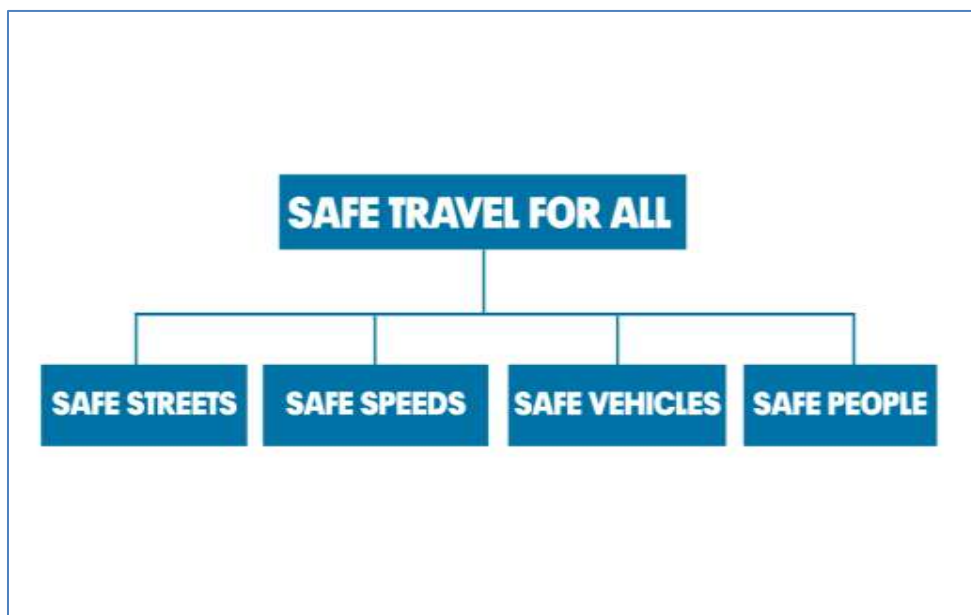 SAFE TRAVEL FOR ALL
SAFE STREETS
SAFE SPEEDS
SAFE VEHICLES
SAFE PEOPLE